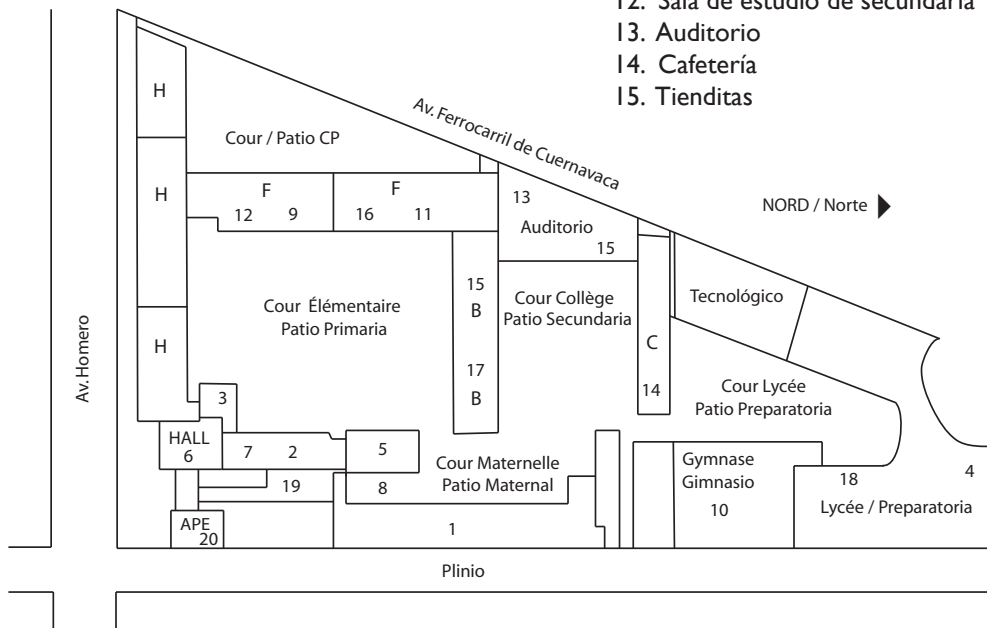 12. Sala de estudio de secundaria
13. Auditorio
14. Cafetería
15. Tienditas
Av. Ferrocarril de Cuernavaca
NORD / Norte
Av. Homero
H
Cour / Patio CP
H
F
12 9
F
16 11
13
Auditorio
15
Cour Élémentaire
Patio Primaria
15
B
17
B
Cour Collège
Patio Secundaria
Tecnológico
C
14
H
3
Cour Lycée
Patio Preparatoria
HALL
6
7 2
5
Cour Maternelle
Patio Maternal
Gymnase
Gimnasio
10
19
8
18
4
Lycée / Preparatoria
APE
20
1
Plinio